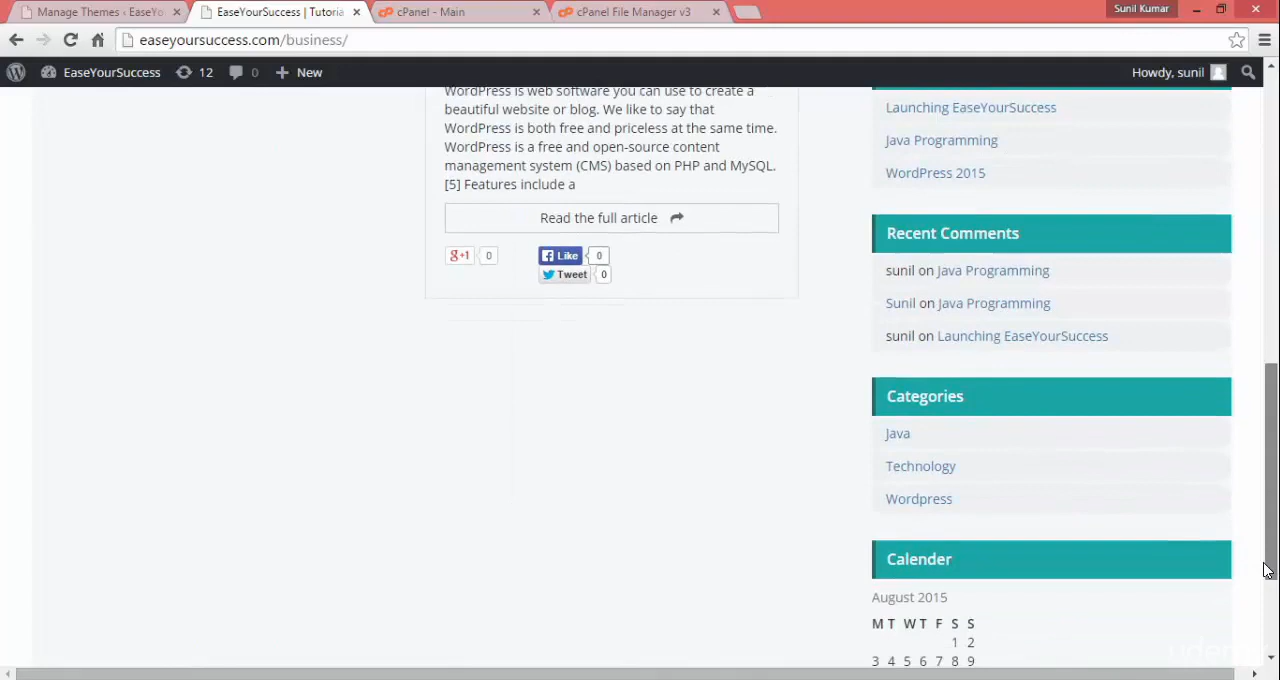 Manage Themes ‹ EaseYo
EaseYourSuccess | Tutoria
cPanel - Main
cPanel File Manager v3
Sunil Kumar
easeyoursuccess.com/business/
EaseYourSuccess
12
0
New
Howdy, sunil
WordPress is web software you can use to create a
beautiful website or blog. We like to say that
WordPress is both free and priceless at the same time.
WordPress is a free and open-source content
management system (CMS) based on PHP and MySQL.
[5] Features include a
Read the full article
g+1 0
Like 0
Tweet 0
Launching EaseYourSuccess
Java Programming
WordPress 2015
Recent Comments
sunil on Java Programming
Sunil on Java Programming
sunil on Launching EaseYourSuccess
Categories
Java
Technology
Wordpress
Calender
August 2015
M T W T F S S
1 2
3 4 5 6 7 8 9